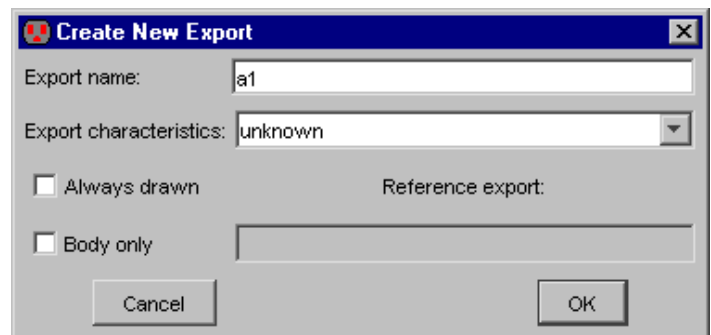 Create New Export
Export name: a1
Export characteristics: unknown
Always drawn Reference export:
Body only
Cancel OK